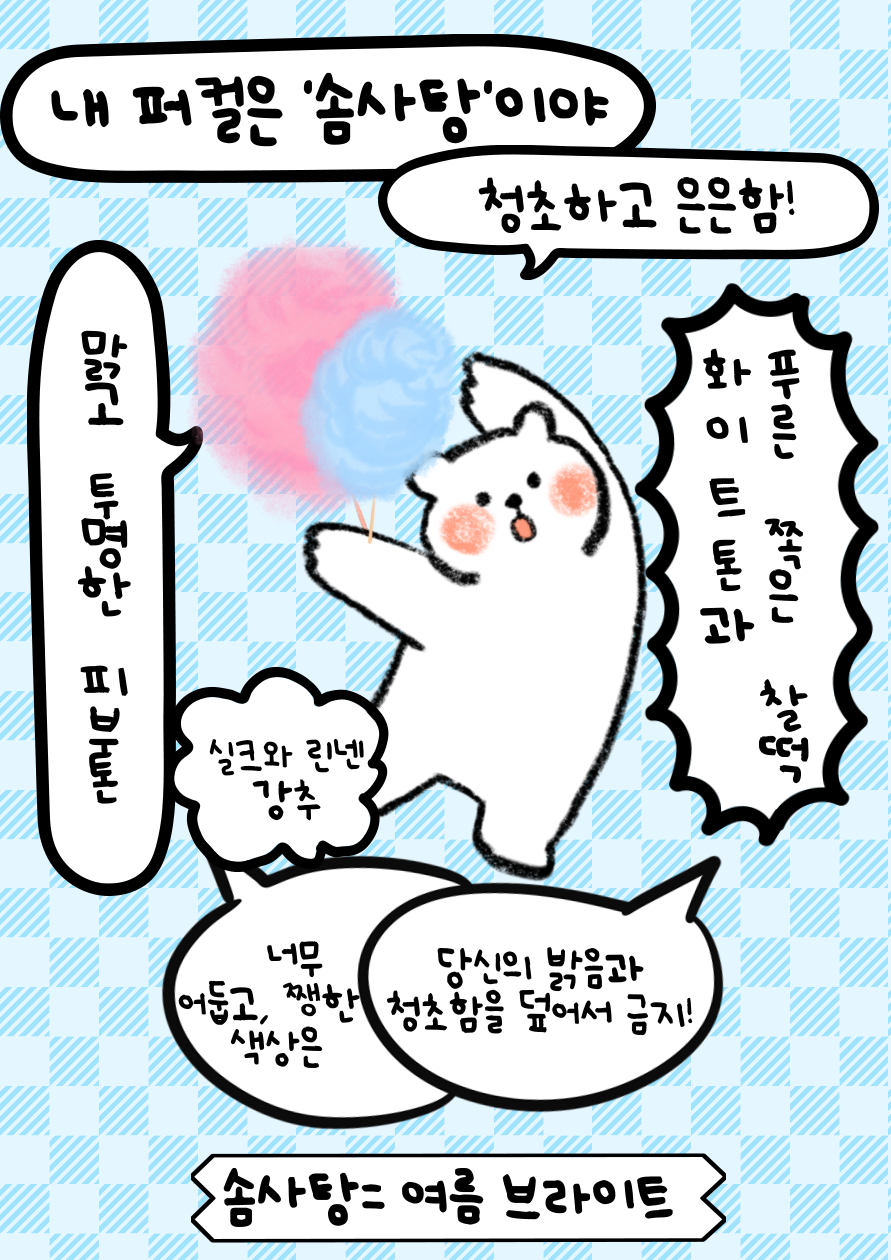 내 퍼컬은 '솜사탕'이야
청초하고 은은함!
맑고 투명한 피부톤
푸른 쪽은 찰떡
화이트톤과
실크와 린넨
강추
너무
어둡고, 쨍한
색상은
당신의 밝음과
청초함을 덮어서 금지!
솜사탕= 여름 브라이트